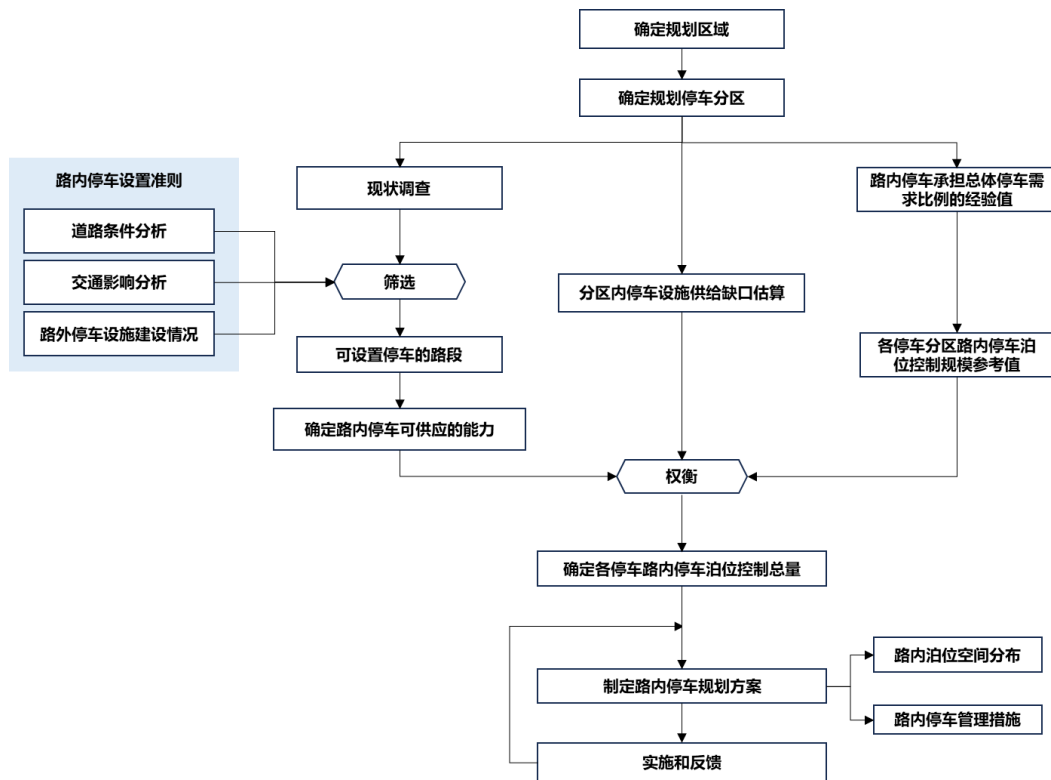 确定规划区域
确定规划停车分区
路内停车设置准则
道路条件分析
交通影响分析
路外停车设施建设情况
现状调查
筛选
可设置停车的路段
确定路内停车可供应的能力
分区内停车设施供给缺口估算
路内停车承担总体停车需
求比例的经验值
各停车分区路内停车泊
位控制规模参考值
权衡
确定各停车路内停车泊位控制总量
制定路内停车规划方案
路内泊位空间分布
路内停车管理措施
实施和反馈